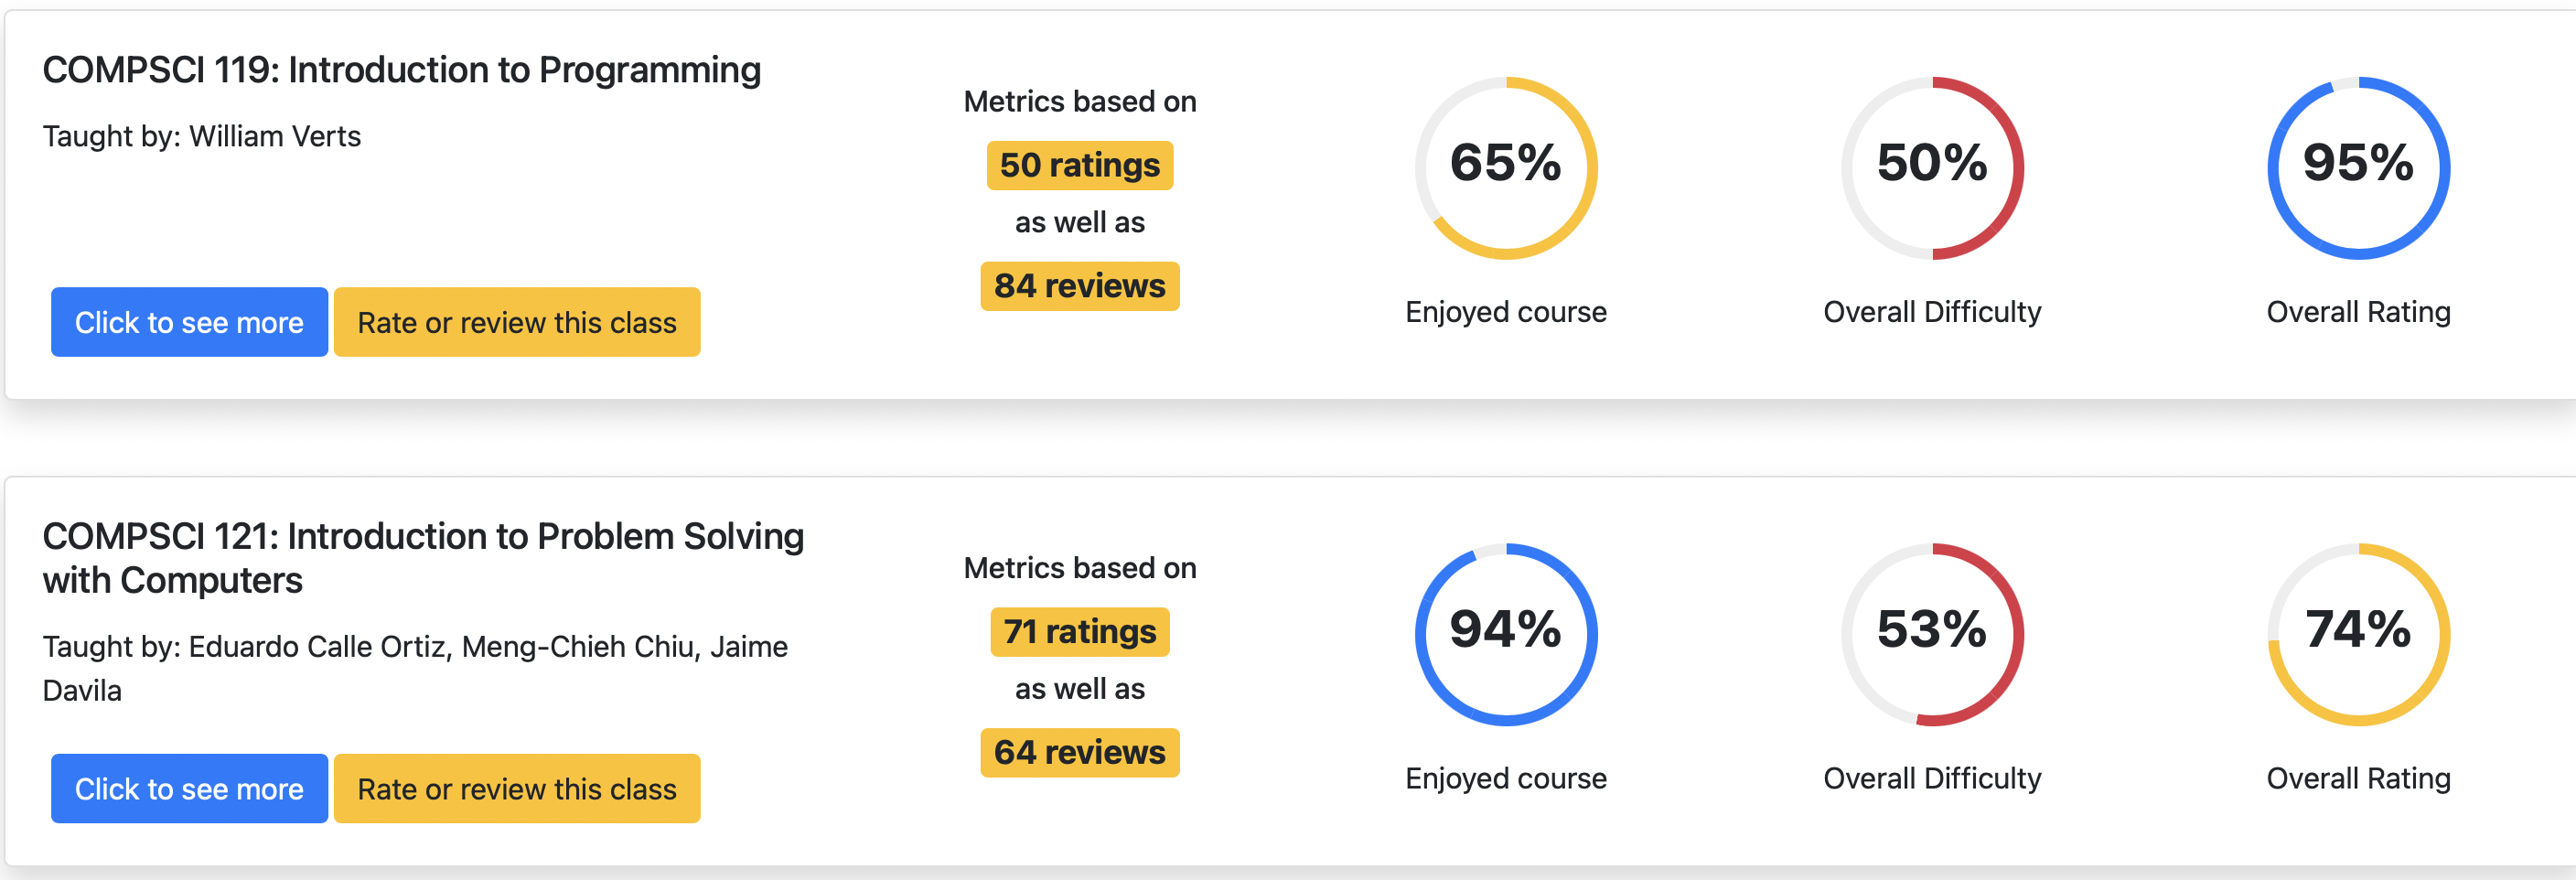 COMPSCI 119: Introduction to Programming
Taught by: William Verts
Click to see more
Rate or review this class
Metrics based on
50 ratings
as well as
84 reviews
65%
Enjoyed course
50%
Overall Difficulty
95%
Overall Rating
COMPSCI 121: Introduction to Problem Solving
with Computers
Taught by: Eduardo Calle Ortiz, Meng-Chieh Chiu, Jaime
Davila
Click to see more
Rate or review this class
Metrics based on
71 ratings
as well as
64 reviews
94%
Enjoyed course
53%
Overall Difficulty
74%
Overall Rating